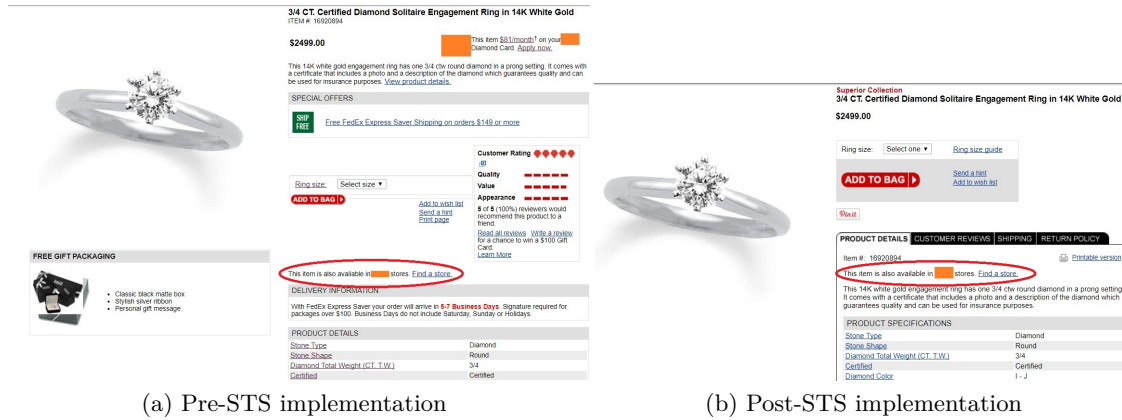 3/4 CT. Certified Diamond Solitaire Engagement Ring in 14K White Gold
ITEM #: 16920894
$2499.00
This item $81/month† on your
Diamond Card. Apply now.
This 14K white gold engagement ring has one 3/4 ctw round diamond in a prong setting. It comes with
a certificate that includes a photo and a description of the diamond which guarantees quality and can
be used for insurance purposes. View product details.
SPECIAL OFFERS
SHIP
FREE
Free FedEx Express Saver Shipping on orders $149 or more
Customer Rating
Quality
Value
Appearance
5 of 5 (100%) reviewers would
recommend this product to a
friend.
Read all reviews Write a review
for a chance to win a $100 Gift
Card.
Learn More
Ring size: Select size
ADD TO BAG
Add to wish list
Send a hint
Print page
FREE GIFT PACKAGING
• Classic black matte box
• Stylish silver ribbon
• Personal gift message
This item is also available in stores. Find a store.
DELIVERY INFORMATION
With FedEx Express Saver your order will arrive in 5-7 Business Days. Signature required for
packages over $100. Business Days do not include Saturday, Sunday or Holidays.
PRODUCT DETAILS
Stone Type Diamond
Stone Shape Round
Diamond Total Weight (CT. T.W.) 3/4
Certified Certified
(a) Pre-STS implementation
Superior Collection
3/4 CT. Certified Diamond Solitaire Engagement Ring in 14K White Gold
$2499.00
Ring size: Select one Ring size guide
ADD TO BAG
Send a hint
Add to wish list
Pin it
PRODUCT DETAILS CUSTOMER REVIEWS SHIPPING RETURN POLICY
Item #: 16920894 Printable version
This item is also available in stores. Find a store.
This 14K white gold engagement ring has one 3/4 ctw round diamond in a prong setting
It comes with a certificate that includes a photo and a description of the diamond which
guarantees quality and can be used for insurance purposes.
PRODUCT SPECIFICATIONS
Stone Type Diamond
Stone Shape Round
Diamond Total Weight (CT. T.W.) 3/4
Certified Certified
Diamond Color I - J
(b) Post-STS implementation